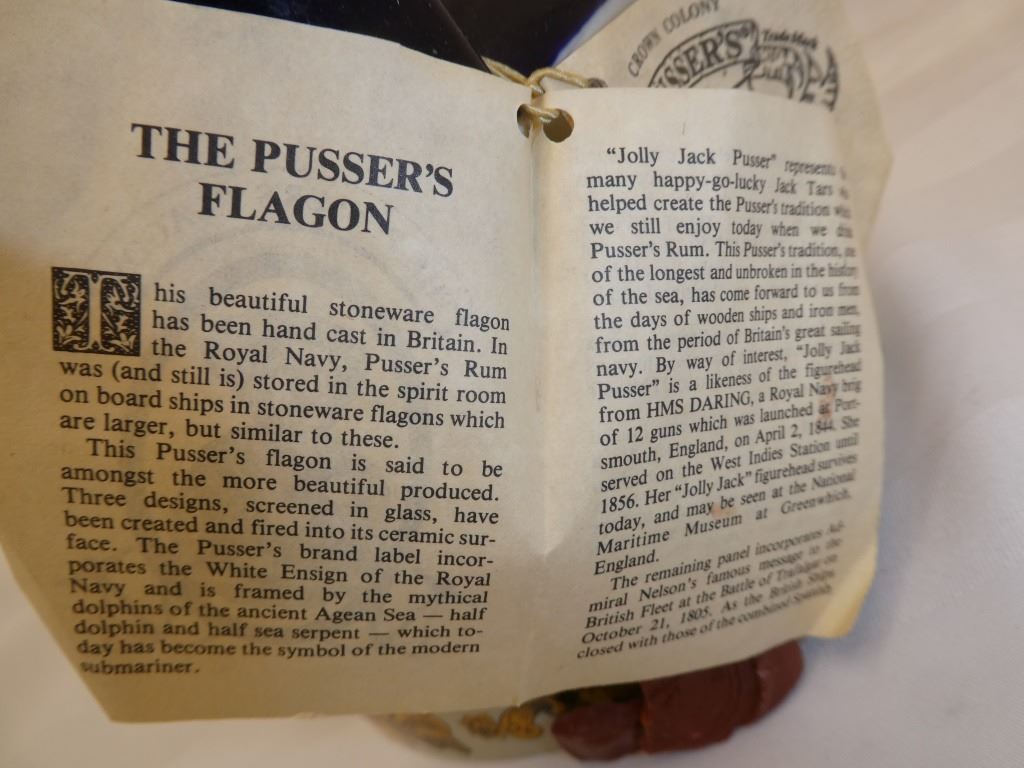 CROWN COLONY
USSER'S
Trade Mark
THE PUSSER'S
FLAGON
This beautiful stoneware flagon
has been hand cast in Britain. In
the Royal Navy, Pusser's Rum
was (and still is) stored in the spirit room
on board ships in stoneware flagons which
are larger, but similar to these.
This Pusser's flagon is said to be
amongst the more beautiful produced.
Three designs, screened in glass, have
been created and fired into its ceramic sur-
face. The Pusser's brand label incor-
porates the White Ensign of the Royal
Navy and is framed by the mythical
dolphins of the ancient Agean Sea — half
dolphin and half sea serpent — which to-
day has become the symbol of the modern
submariner.
"Jolly Jack Pusser" represents
many happy-go-lucky Jack Tars
helped create the Pusser's tradition
we still enjoy today when we
Pusser's Rum. This Pusser's tradition,
of the longest and unbroken in the history
of the sea, has come forward to us from
the days of wooden ships and iron men,
from the period of Britain's great sailing
navy. By way of interest, "Jolly Jack
Pusser" is a likeness of the figurehead
from HMS DARING, a Royal Navy brig
of 12 guns which was launched at Port-
smouth, England, on April 2, 1844. She
served on the West Indies Station until
1856. Her "Jolly Jack" figurehead survives
today, and may be seen at the National
Maritime Museum at Greenwhich,
England.
The remaining panel incorporates Ad-
miral Nelson's famous message to the
British Fleet at the Battle of Trafalgar on
October 21, 1805. As the British Ships
closed with those of the combined Spanish